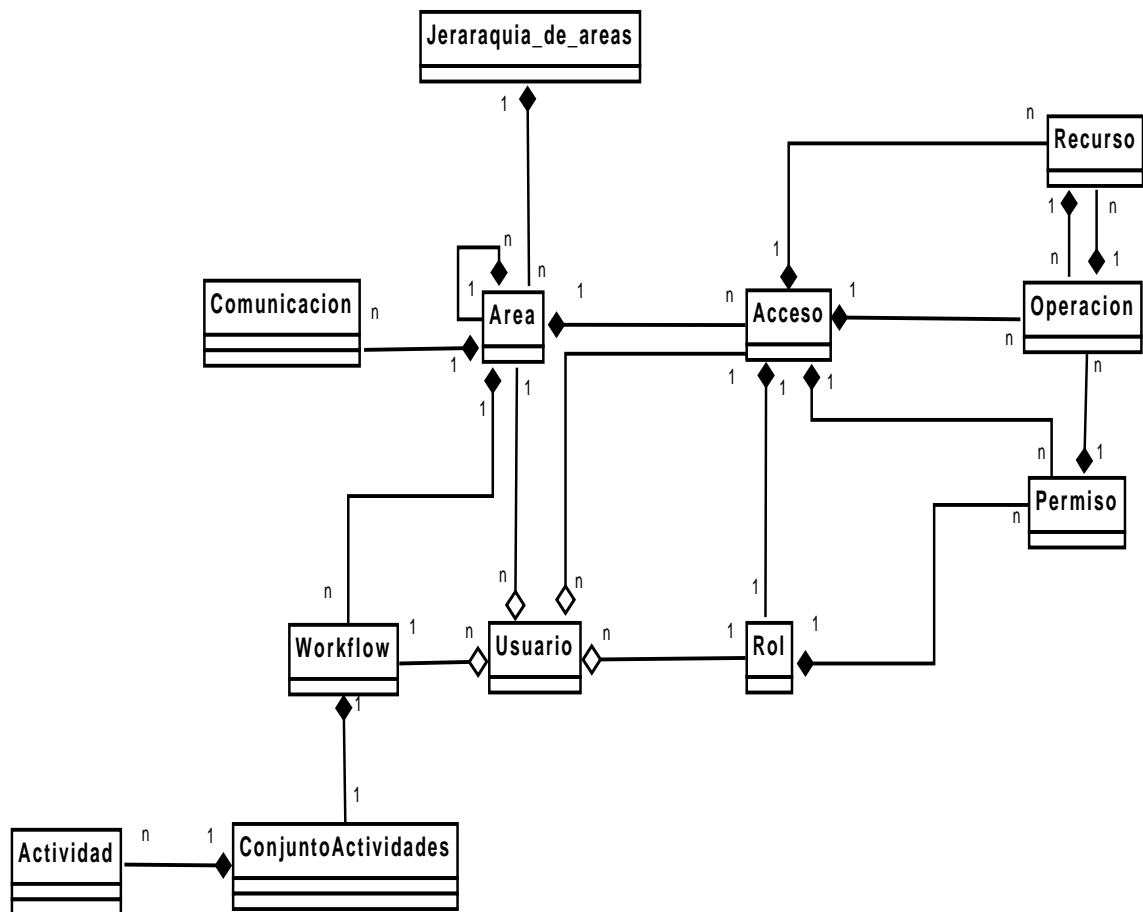 Jeraraquia_de_areas
1
n
Recurso
n
1
n
n
1
n
1
Comunicacion
n
1
n
Area
1
n
Acceso
1
Operacion
n
1
1
1
1
1
1
n
n
1
n
Permiso
n
n
n
n
1
Workflow
1
n
Usuario
n
1
Rol
1
1
1
Actividad
n
1
ConjuntoActividades